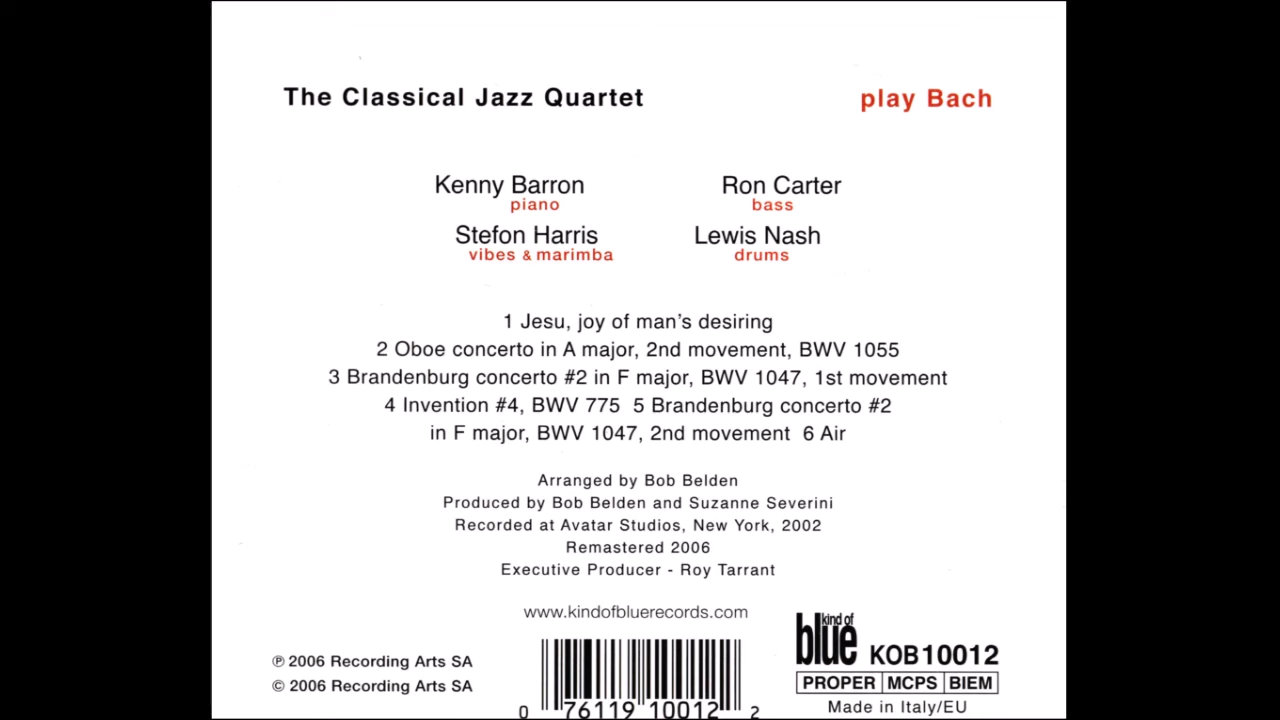 The Classical Jazz Quartet play Bach
Kenny Barron Ron Carter
piano bass
Stefon Harris Lewis Nash
vibes & marimba drums
1 Jesu, joy of man's desiring
2 Oboe concerto in A major, 2nd movement, BWV 1055
3 Brandenburg concerto #2 in F major, BWV 1047, 1st movement
4 Invention #4, BWV 775 5 Brandenburg concerto #2
in F major, BWV 1047, 2nd movement 6 Air
Arranged by Bob Belden
Produced by Bob Belden and Suzanne Severini
Recorded at Avatar Studios, New York, 2002
Remastered 2006
Executive Producer - Roy Tarrant
www.kindofbluerecords.com
kind of
blue KOB10012
℗ 2006 Recording Arts SA
PROPER MCPS BIEM
© 2006 Recording Arts SA
Made in Italy/EU
0 76119 10012 2